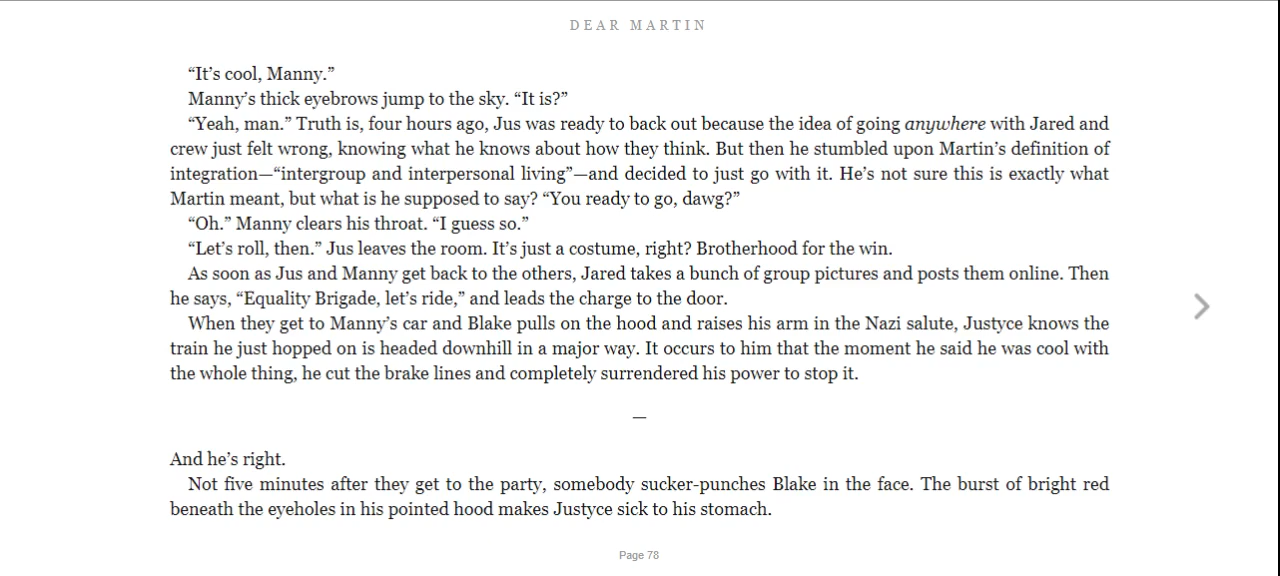 DEAR MARTIN
“It’s cool, Manny.”
Manny’s thick eyebrows jump to the sky. “It is?”
“Yeah, man.” Truth is, four hours ago, Jus was ready to back out because the idea of going anywhere with Jared and
crew just felt wrong, knowing what he knows about how they think. But then he stumbled upon Martin’s definition of
integration—“intergroup and interpersonal living”—and decided to just go with it. He’s not sure this is exactly what
Martin meant, but what is he supposed to say? “You ready to go, dawg?”
“Oh.” Manny clears his throat. “I guess so.”
“Let’s roll, then.” Jus leaves the room. It’s just a costume, right? Brotherhood for the win.
As soon as Jus and Manny get back to the others, Jared takes a bunch of group pictures and posts them online. Then
he says, “Equality Brigade, let’s ride,” and leads the charge to the door.
When they get to Manny’s car and Blake pulls on the hood and raises his arm in the Nazi salute, Justyce knows the
train he just hopped on is headed downhill in a major way. It occurs to him that the moment he said he was cool with
the whole thing, he cut the brake lines and completely surrendered his power to stop it.
—
And he’s right.
Not five minutes after they get to the party, somebody sucker-punches Blake in the face. The burst of bright red
beneath the eyeholes in his pointed hood makes Justyce sick to his stomach.
Page 78